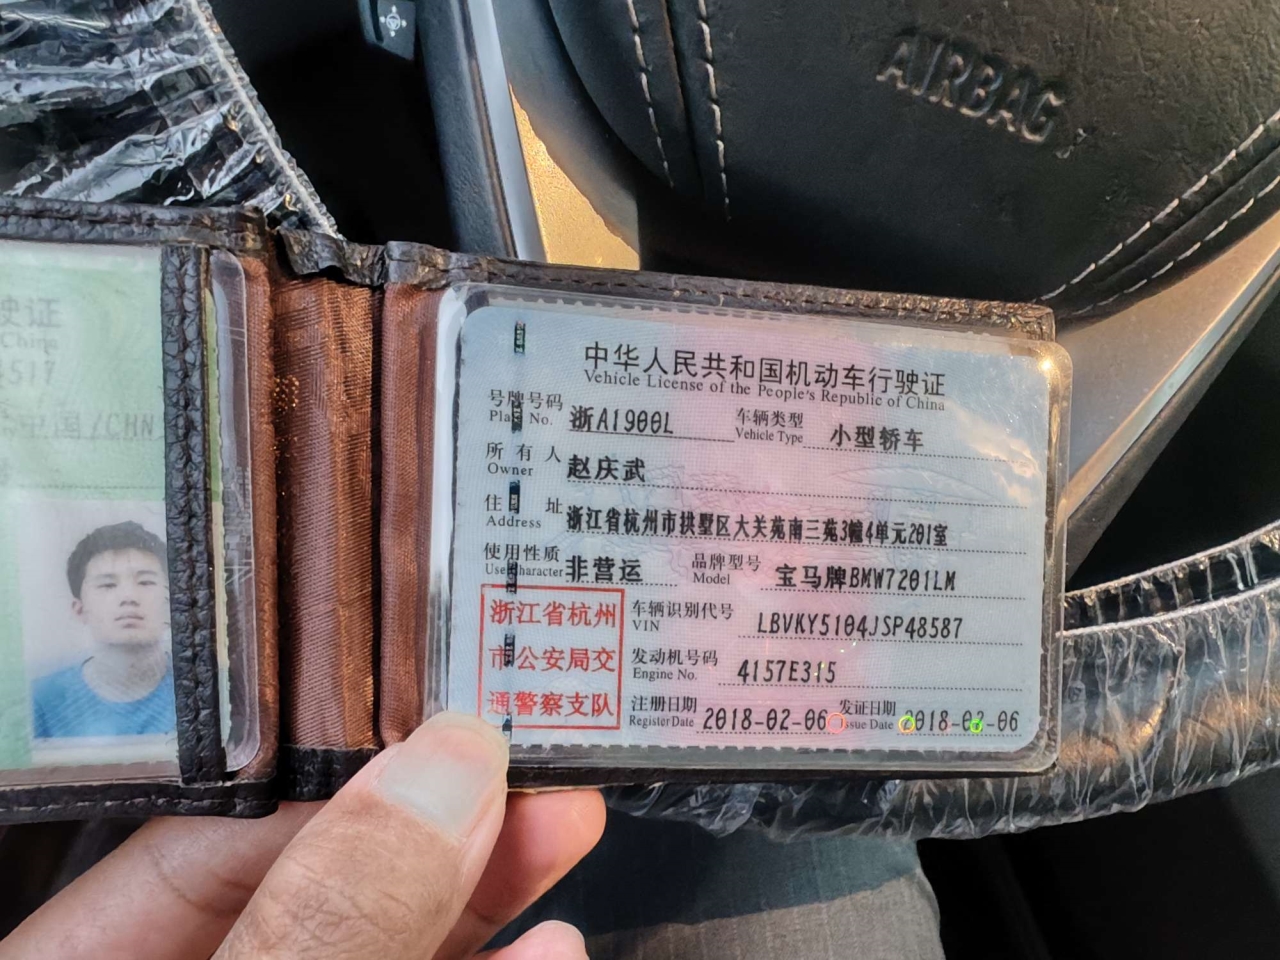 AIRBAG
驶证
China
4517
中国/CHN
中华人民共和国机动车行驶证
Vehicle License of the People's Republic of China
号牌号码 浙A1900L 车辆类型 小型轿车
Plate No. Vehicle Type
所有人 赵庆武
Owner
住址 浙江省杭州市拱墅区大关苑南三苑3幢4单元201室
Address
使用性质 非营运 品牌型号 宝马牌BMW7201LM
Use Character Model
浙江省杭州
市公安局交
通警察支队
车辆识别代号 LBVKY5104JSP48587
VIN
发动机号码 4157E315
Engine No.
注册日期 2018-02-06 发证日期 2018-02-06
Register Date Issue Date